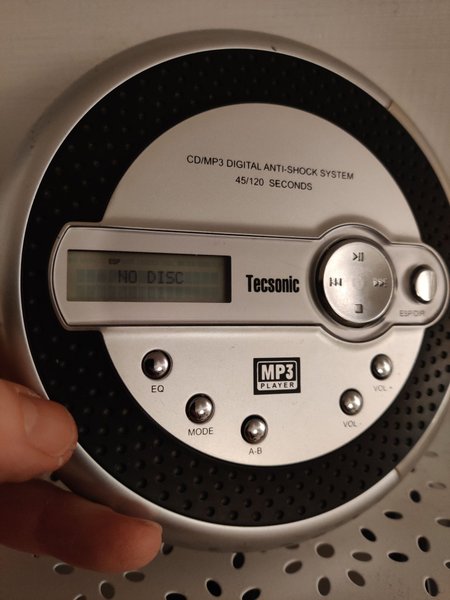 CD/MP3 DIGITAL ANTI-SHOCK SYSTEM
45/120 SECONDS
NO DISC
Tecsonic
ESP/DIR
MP3
PLAYER
EQ
MODE
A-B
VOL -
VOL +